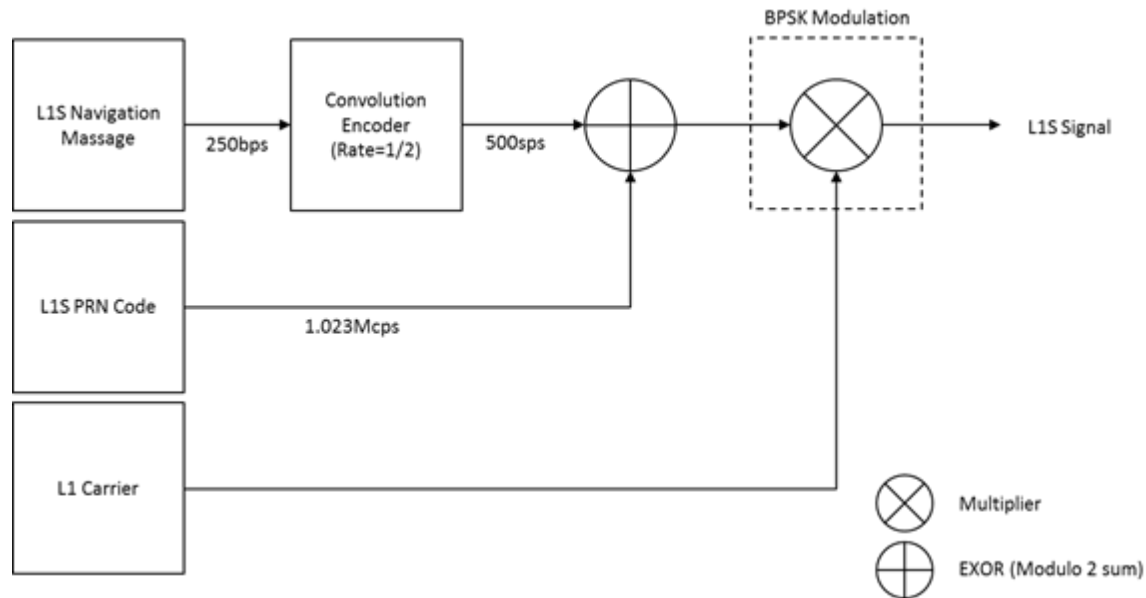 BPSK Modulation
L1S Navigation
Massage
250bps
Convolution
Encoder
(Rate=1/2)
500sps
L1S Signal
L1S PRN Code
1.023Mcps
L1 Carrier
Multiplier
EXOR (Modulo 2 sum)